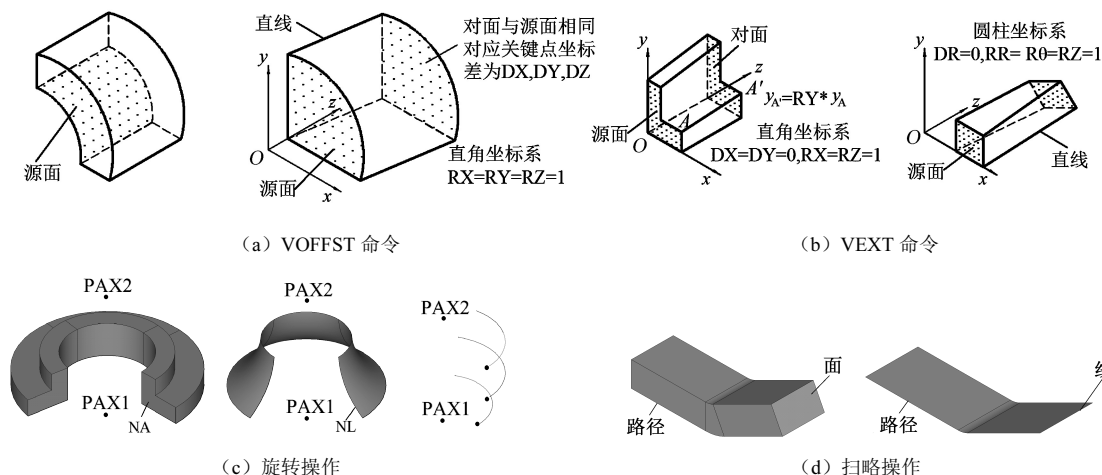 源面
直线
对面与源面相同
对应关键点坐标
差为DX,DY,DZ
y
z
O
x
源面
直角坐标系
RX=RY=RZ=1
y
对面
z
A'
y_A'=RY*y_A
A
源面
O
x
直角坐标系
DX=DY=0,RX=RZ=1
圆柱坐标系
DR=0,RR= Rθ=RZ=1
y
z
O
源面
x
直线
(a) VOFFST 命令
(b) VEXT 命令
PAX2
PAX1
NA
PAX2
PAX1
NL
PAX2
PAX1
面
路径
路径
(c) 旋转操作
(d) 扫略操作